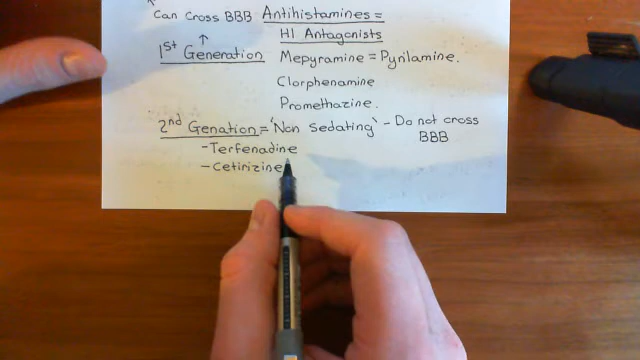 Can cross BBB Antihistamines =
H1 Antagonists
1st Generation Mepyramine = Pyrilamine.
Clorphenamine
Promethazine.
2nd Genation = 'Non Sedating' - Do not cross
BBB
- Terfenadine
- Cetirizine